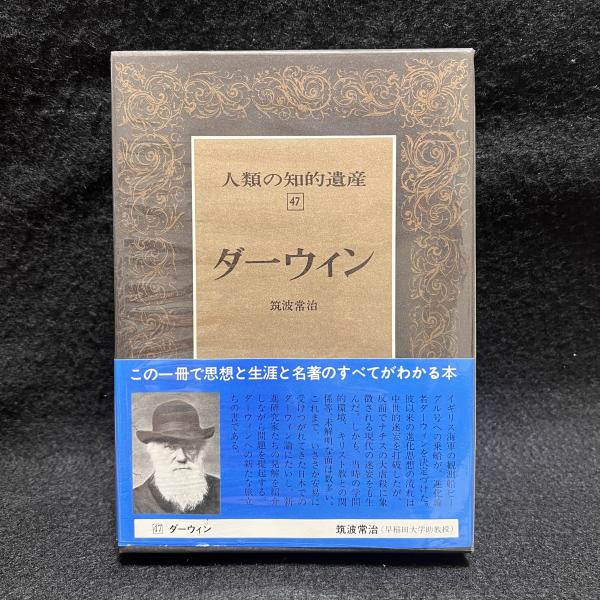 人類の知的遺産
47
ダーウィン
筑波常治
この一冊で思想と生涯と名著のすべてがわかる本
イギリス海軍の観測船ビー
グル号への乗船が、進化論
者ダーウィンを決定づけた。
彼以来の進化思想の流れは
中世的迷妄を打破したが、
反面でナチスの大虐殺に象
徴される現代の迷妄をも生
んだ。しかも、当時の学問
的環境、キリスト教との関
係等、未解明な面は数多い。
これまで、いささか安易に
受けつがれてきた日本での
ダーウィン論にたいし、新
進研究家たちの見解を紹介
しながら問題を提起する、
ダーウィンへの新たな旅立
ちの書である。
47 ダーウィン
筑波常治(早稲田大学助教授)